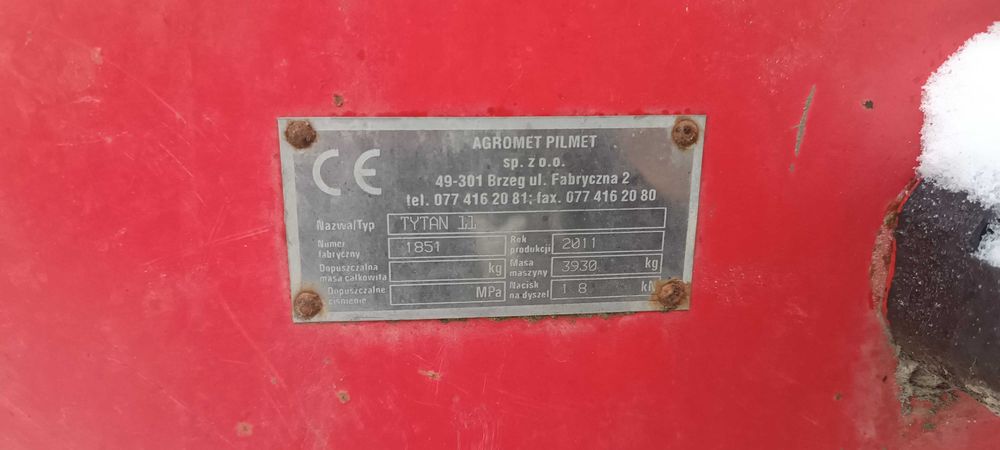 CE
AGROMET PILMET
sp. z o.o.
49-301 Brzeg ul. Fabryczna 2
tel. 077 416 20 81; fax. 077 416 20 80
Nazwa/Typ TYTAN 11
Numer fabryczny 1851 Rok produkcji 2011
Dopuszczalna masa całkowita kg Masa maszyny 3930 kg
Dopuszczalne ciśnienie MPa Nacisk na dyszel 1 8 kN